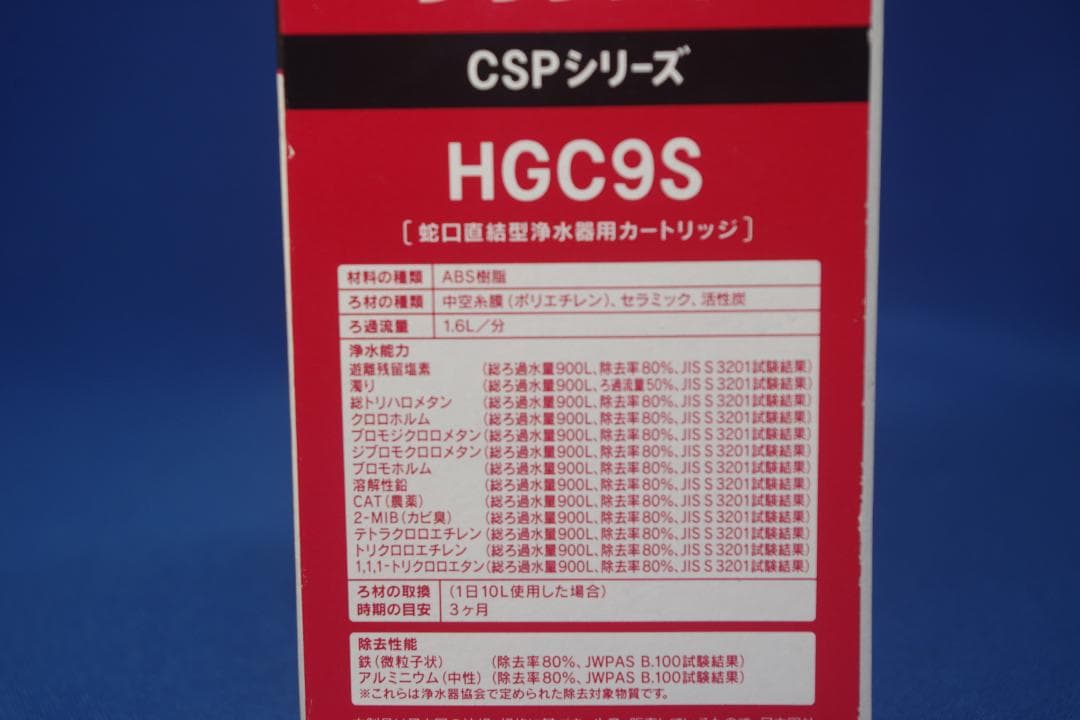 CSPシリーズ
HGC9S
[蛇口直結型浄水器用カートリッジ]
材料の種類 ABS樹脂
ろ材の種類 中空糸膜(ポリエチレン)、セラミック、活性炭
ろ過流量 1.6L/分
浄水能力
遊離残留塩素 (総ろ過水量900L、除去率80%、JIS S 3201試験結果)
濁り (総ろ過水量900L、ろ過流量50%、JIS S 3201試験結果)
総トリハロメタン (総ろ過水量900L、除去率80%、JIS S 3201試験結果)
クロロホルム (総ろ過水量900L、除去率80%、JIS S 3201試験結果)
ブロモジクロロメタン(総ろ過水量900L、除去率80%、JIS S 3201試験結果)
ジブロモクロロメタン(総ろ過水量900L、除去率80%、JIS S 3201試験結果)
ブロモホルム (総ろ過水量900L、除去率80%、JIS S 3201試験結果)
溶解性鉛 (総ろ過水量900L、除去率80%、JIS S 3201試験結果)
CAT(農薬) (総ろ過水量900L、除去率80%、JIS S 3201試験結果)
2-MIB(カビ臭) (総ろ過水量900L、除去率80%、JIS S 3201試験結果)
テトラクロロエチレン(総ろ過水量900L、除去率80%、JIS S 3201試験結果)
トリクロロエチレン (総ろ過水量900L、除去率80%、JIS S 3201試験結果)
1,1,1-トリクロロエタン(総ろ過水量900L、除去率80%、JIS S 3201試験結果)
ろ材の取換 (1日10L使用した場合)
時期の目安 3ヶ月
除去性能
鉄(微粒子状) (除去率80%、JWPAS B.100試験結果)
アルミニウム(中性) (除去率80%、JWPAS B.100試験結果)
※これらは浄水器協会で定められた除去対象物質です。